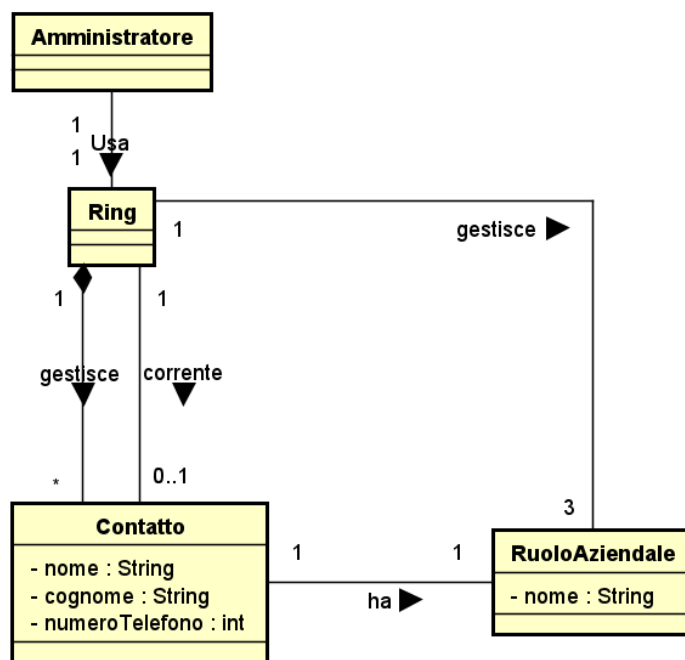 Amministratore
1
Usa
1
Ring
1
gestisce
1
1
gestisce
corrente
*
0..1
3
Contatto
- nome : String
- cognome : String
- numeroTelefono : int
1
1
ha
RuoloAziendale
- nome : String